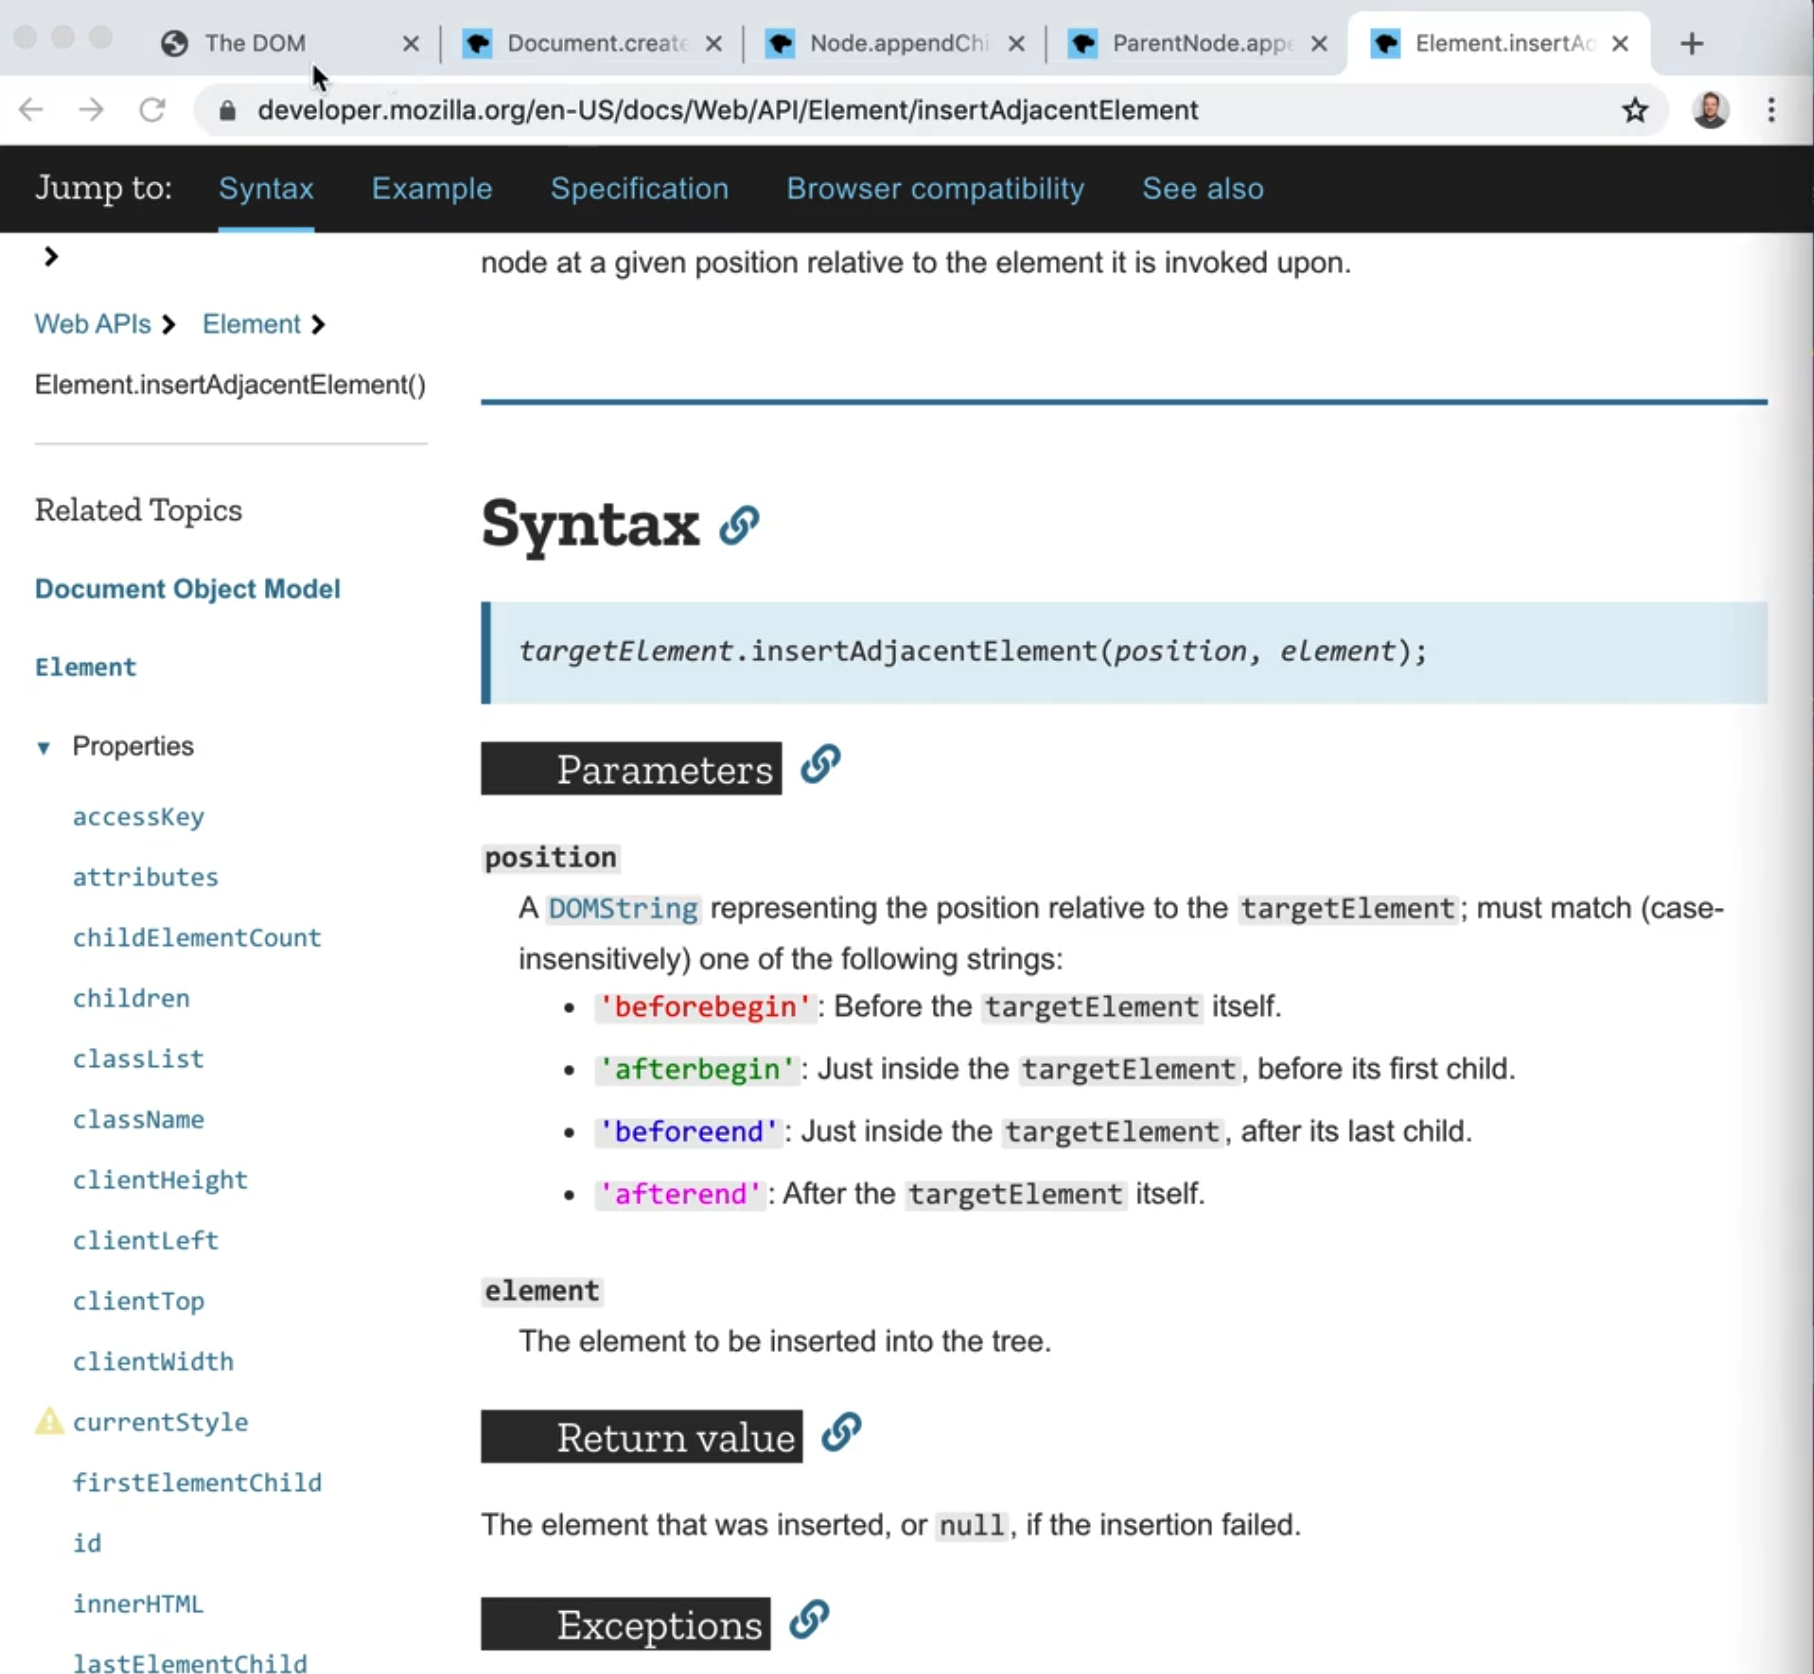 The DOM
Document.create
Node.appendChi
ParentNode.appe
Element.insertAd
developer.mozilla.org/en-US/docs/Web/API/Element/insertAdjacentElement
Jump to: Syntax Example Specification Browser compatibility See also
Web APIs Element
Element.insertAdjacentElement()
Related Topics
Document Object Model
Element
Properties
accessKey
attributes
childElementCount
children
classList
className
clientHeight
clientLeft
clientTop
clientWidth
currentStyle
firstElementChild
id
innerHTML
lastElementChild
node at a given position relative to the element it is invoked upon.
Syntax
targetElement.insertAdjacentElement(position, element);
Parameters
position
A DOMString representing the position relative to the targetElement; must match (case-
insensitively) one of the following strings:
• 'beforebegin': Before the targetElement itself.
• 'afterbegin': Just inside the targetElement, before its first child.
• 'beforeend': Just inside the targetElement, after its last child.
• 'afterend': After the targetElement itself.
element
The element to be inserted into the tree.
Return value
The element that was inserted, or null, if the insertion failed.
Exceptions